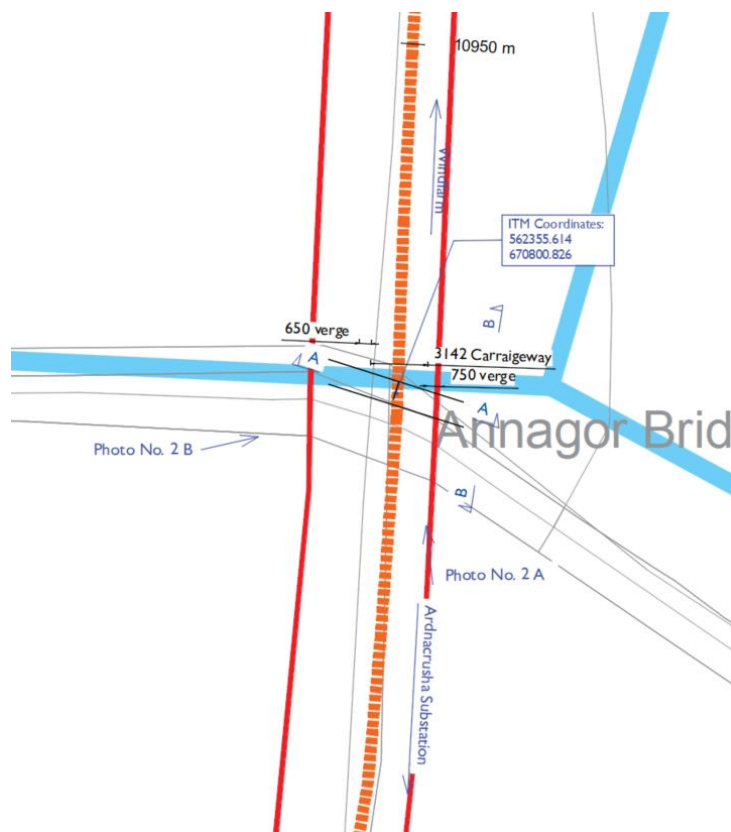 10950 m
Windfarm
ITM Coordinates:
562355.614
670800.826
B
650 verge
A
3142 Carraigeway
750 verge
A
Annagor Brid
Photo No. 2 B
B
Photo No. 2 A
Ardnacrusha Substation